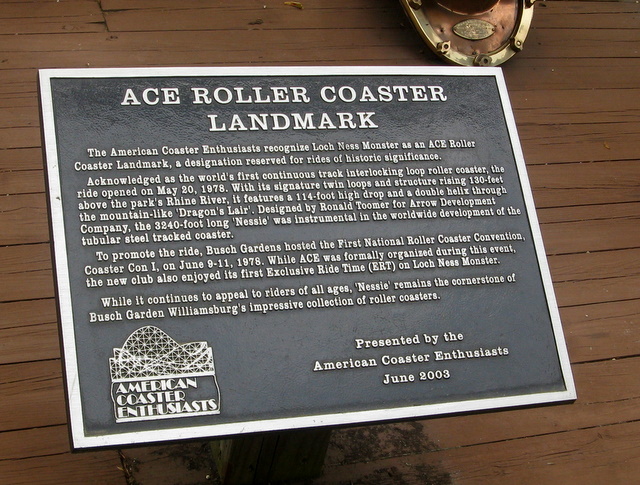 ACE ROLLER COASTER
LANDMARK
The American Coaster Enthusiasts recognize Loch Ness Monster as an ACE Roller
Coaster Landmark, a designation reserved for rides of historic significance.
Acknowledged as the world's first continuous track interlocking loop roller coaster, the
ride opened on May 20, 1978. With its signature twin loops and structure rising 130-feet
above the park's Rhine River, it features a 114-foot high drop and a double helix through
the mountain-like 'Dragon's Lair'. Designed by Ronald Toomer for Arrow Development
Company, the 3240-foot long 'Nessie' was instrumental in the worldwide development of the
tubular steel tracked coaster.
To promote the ride, Busch Gardens hosted the First National Roller Coaster Convention,
Coaster Con I, on June 9-11, 1978. While ACE was formally organized during this event,
the new club also enjoyed its first Exclusive Ride Time (ERT) on Loch Ness Monster.
While it continues to appeal to riders of all ages, 'Nessie' remains the cornerstone of
Busch Garden Williamsburg's impressive collection of roller coasters.
Presented by the
American Coaster Enthusiasts
June 2003
AMERICAN
COASTER
ENTHUSIASTS